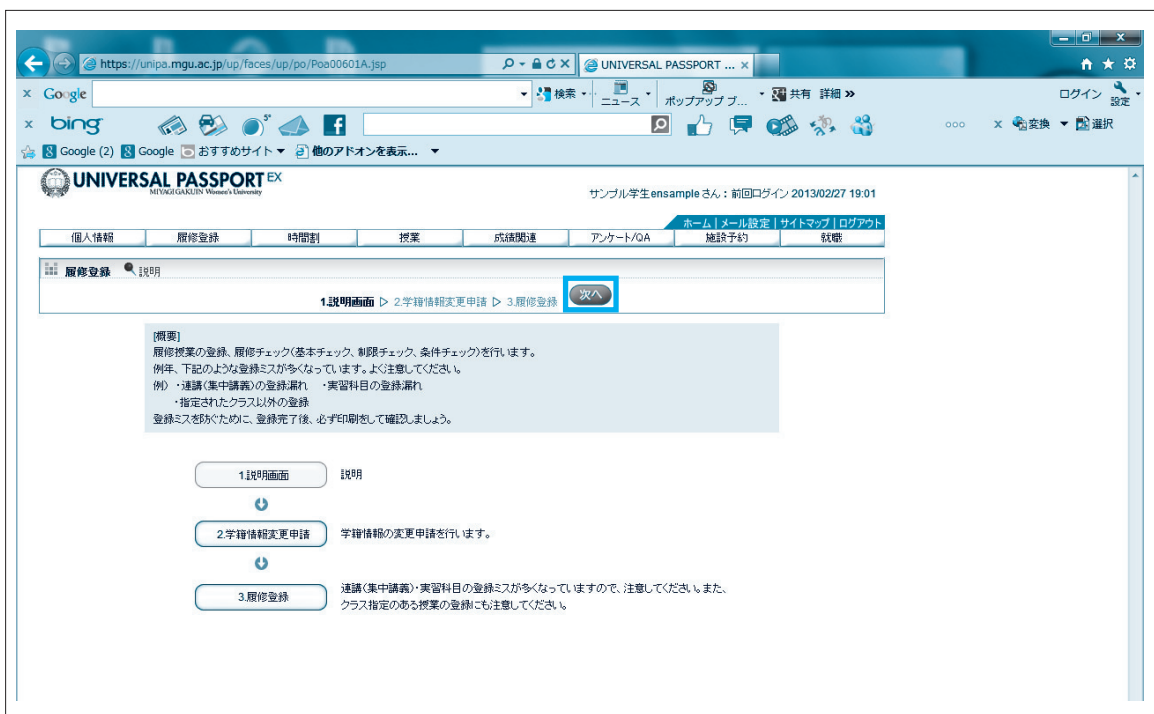 https://unipa.mgu.ac.jp/up/faces/up/po/Poa00601A.jsp
UNIVERSAL PASSPORT ... ×
x Google 検索 ニュース ポップアップ ブ... 共有 詳細 » ログイン 設定
x bing ooo x 変換 選択
Google (2) Google おすすめサイト 他のアドオンを表示...
UNIVERSAL PASSPORT EX
MIYAGI GAKUIN Women's University
サンプル学生ensample さん：前回ログイン 2013/02/27 19:01
ホーム | メール設定 | サイトマップ | ログアウト
個人情報 履修登録 時間割 授業 成績関連 アンケート/QA 施設予約 就職
履修登録 説明
1.説明画面 ▷ 2.学籍情報変更申請 ▷ 3.履修登録 次へ
[概要]
履修授業の登録、履修チェック（基本チェック、制限チェック、条件チェック）を行います。
例年、下記のような登録ミスが多くなっています。よく注意してください。
例） ・連講（集中講義）の登録漏れ ・実習科目の登録漏れ
・指定されたクラス以外の登録
登録ミスを防ぐために、登録完了後、必ず印刷をして確認しましょう。
1.説明画面 説明
2.学籍情報変更申請 学籍情報の変更申請を行います。
3.履修登録 連講（集中講義）・実習科目の登録ミスが多くなっていますので、注意してください。また、
クラス指定のある授業の登録にも注意してください。